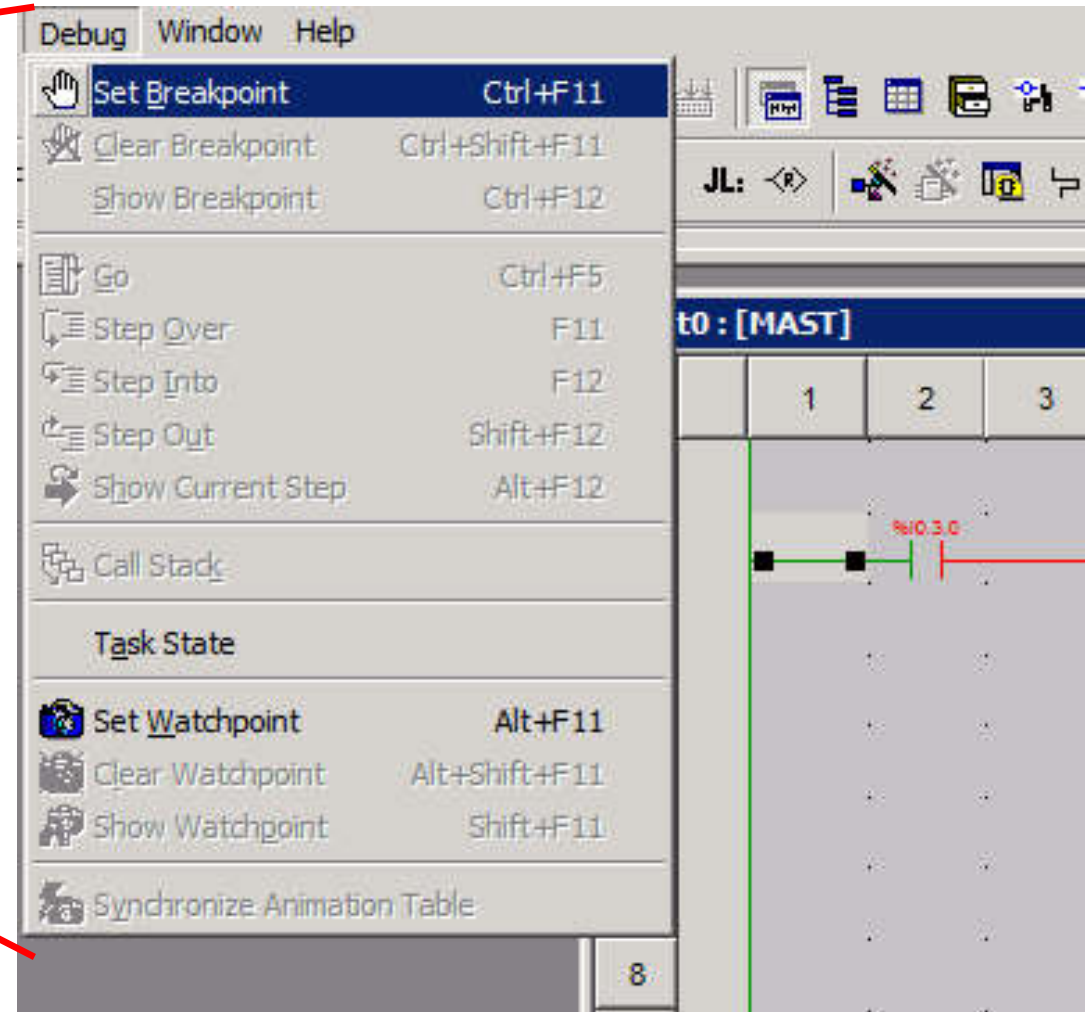 Debug Window Help
Set Breakpoint Ctrl+F11
Clear Breakpoint Ctrl+Shift+F11
Show Breakpoint Ctrl+F12
JL: <R>
Go Ctrl+F5
Step Over F11
t0 : [MAST]
Step Into F12
1 2 3
Step Out Shift+F12
Show Current Step Alt+F12
%I0.3.0
Call Stack
Task State
Set Watchpoint Alt+F11
Clear Watchpoint Alt+Shift+F11
Show Watchpoint Shift+F11
Synchronize Animation Table
8